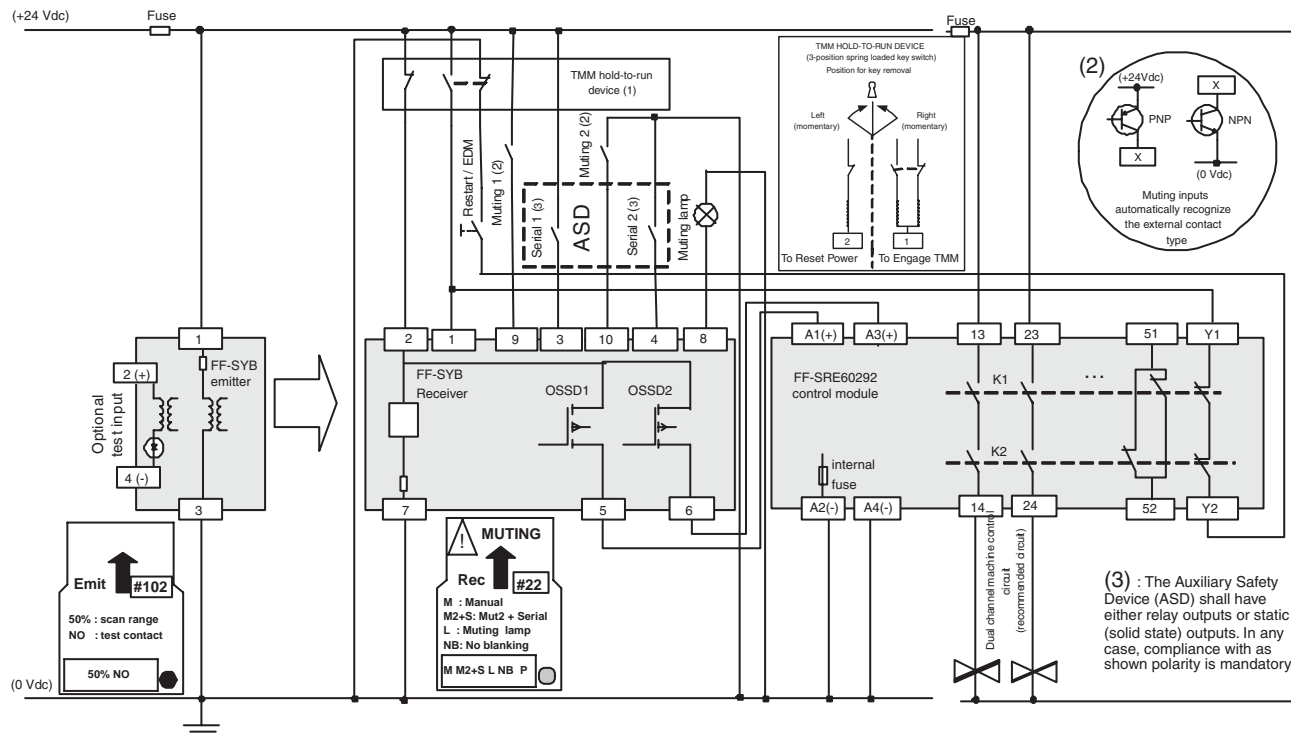 (+24 Vdc)
Fuse
Fuse
TMM hold-to-run
device (1)
TMM HOLD-TO-RUN DEVICE
(3-position spring loaded key switch)
Position for key removal
Left
(momentary)
Right
(momentary)
2
1
To Reset Power
To Engage TMM
(2)
(+24Vdc)
X
PNP
NPN
X
(0 Vdc)
Muting inputs
automatically recognize
the external contact
type
Restart / EDM
Muting 1 (2)
Serial 1 (3)
ASD
Muting 2 (2)
Serial 2 (3)
Muting lamp
1
2 (+)
FF-SYB
emitter
Optional
test input
4 (-)
3
2
1
9
3
10
4
8
FF-SYB
Receiver
OSSD1
OSSD2
7
5
6
A1(+)
A3(+)
13
23
51
Y1
FF-SRE60292
control module
K1
...
K2
internal
fuse
A2(-)
A4(-)
14
24
52
Y2
Emit
#102
50% : scan range
NO : test contact
50% NO
! MUTING
Rec
#22
M : Manual
M2+S: Mut2 + Serial
L : Muting lamp
NB: No blanking
M M2+S L NB P
Dual channel machine control
circuit
(recommended circuit)
(3) : The Auxiliary Safety
Device (ASD) shall have
either relay outputs or static
(solid state) outputs. In any
case, compliance with as
shown polarity is mandatory
(0 Vdc)